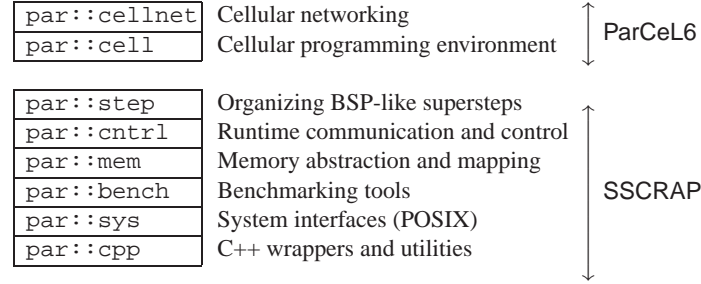 par::cellnet Cellular networking
par::cell Cellular programming environment
ParCeL6
par::step Organizing BSP-like supersteps
par::cntrl Runtime communication and control
par::mem Memory abstraction and mapping
par::bench Benchmarking tools
par::sys System interfaces (POSIX)
par::cpp C++ wrappers and utilities
SSCRAP